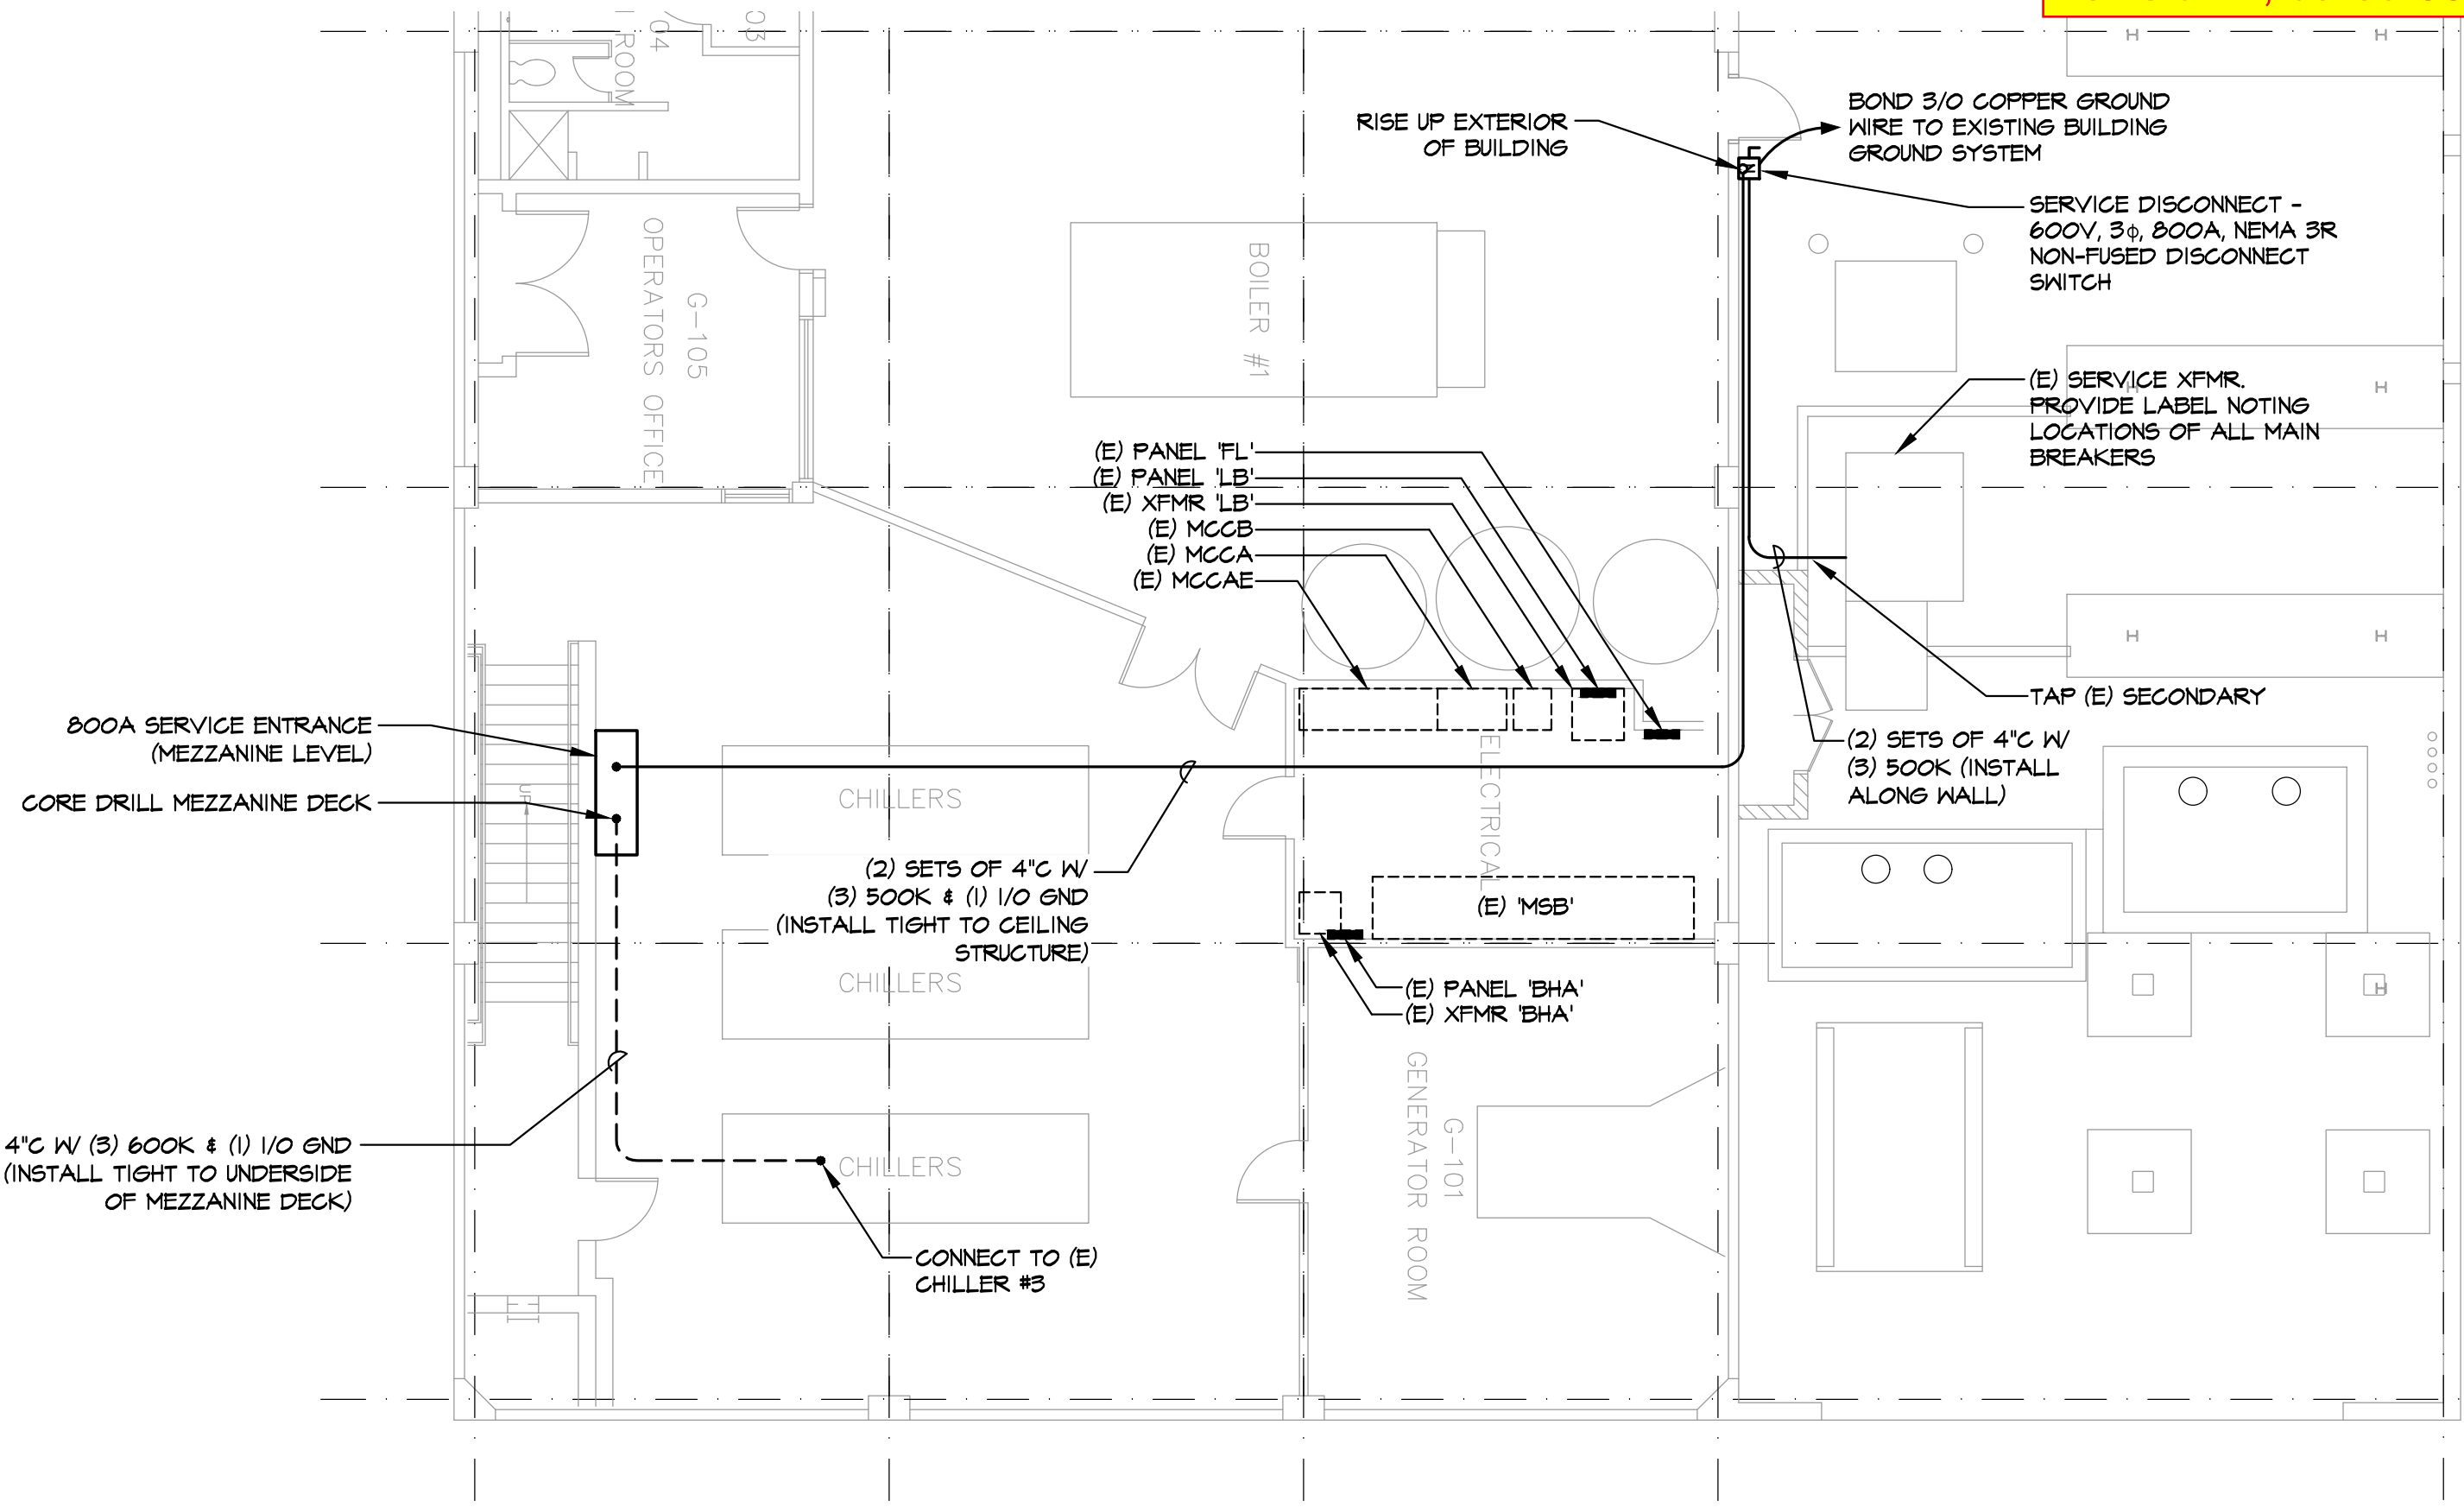 RISE UP EXTERIOR
OF BUILDING
BOND 3/0 COPPER GROUND
WIRE TO EXISTING BUILDING
GROUND SYSTEM
SERVICE DISCONNECT -
600V, 3ϕ, 800A, NEMA 3R
NON-FUSED DISCONNECT
SWITCH
03
04
ROOM
G-105
OPERATORS OFFICE
BOILER #1
(E) SERVICE XFMR.
PROVIDE LABEL NOTING
LOCATIONS OF ALL MAIN
BREAKERS
(E) PANEL 'FL'
(E) PANEL 'LB'
(E) XFMR 'LB'
(E) MCCB
(E) MCCA
(E) MCCAE
H
H
H
H
H
H
H
TAP (E) SECONDARY
(2) SETS OF 4"C W/
(3) 500K (INSTALL
ALONG WALL)
800A SERVICE ENTRANCE
(MEZZANINE LEVEL)
CORE DRILL MEZZANINE DECK
UP
CHILLERS
(2) SETS OF 4"C W/
(3) 500K & (1) 1/0 GND
(INSTALL TIGHT TO CEILING
STRUCTURE)
CHILLERS
ELECTRICAL
(E) 'MSB'
(E) PANEL 'BHA'
(E) XFMR 'BHA'
4"C W/ (3) 600K & (1) 1/0 GND
(INSTALL TIGHT TO UNDERSIDE
OF MEZZANINE DECK)
CHILLERS
G-101
GENERATOR ROOM
CONNECT TO (E)
CHILLER #3